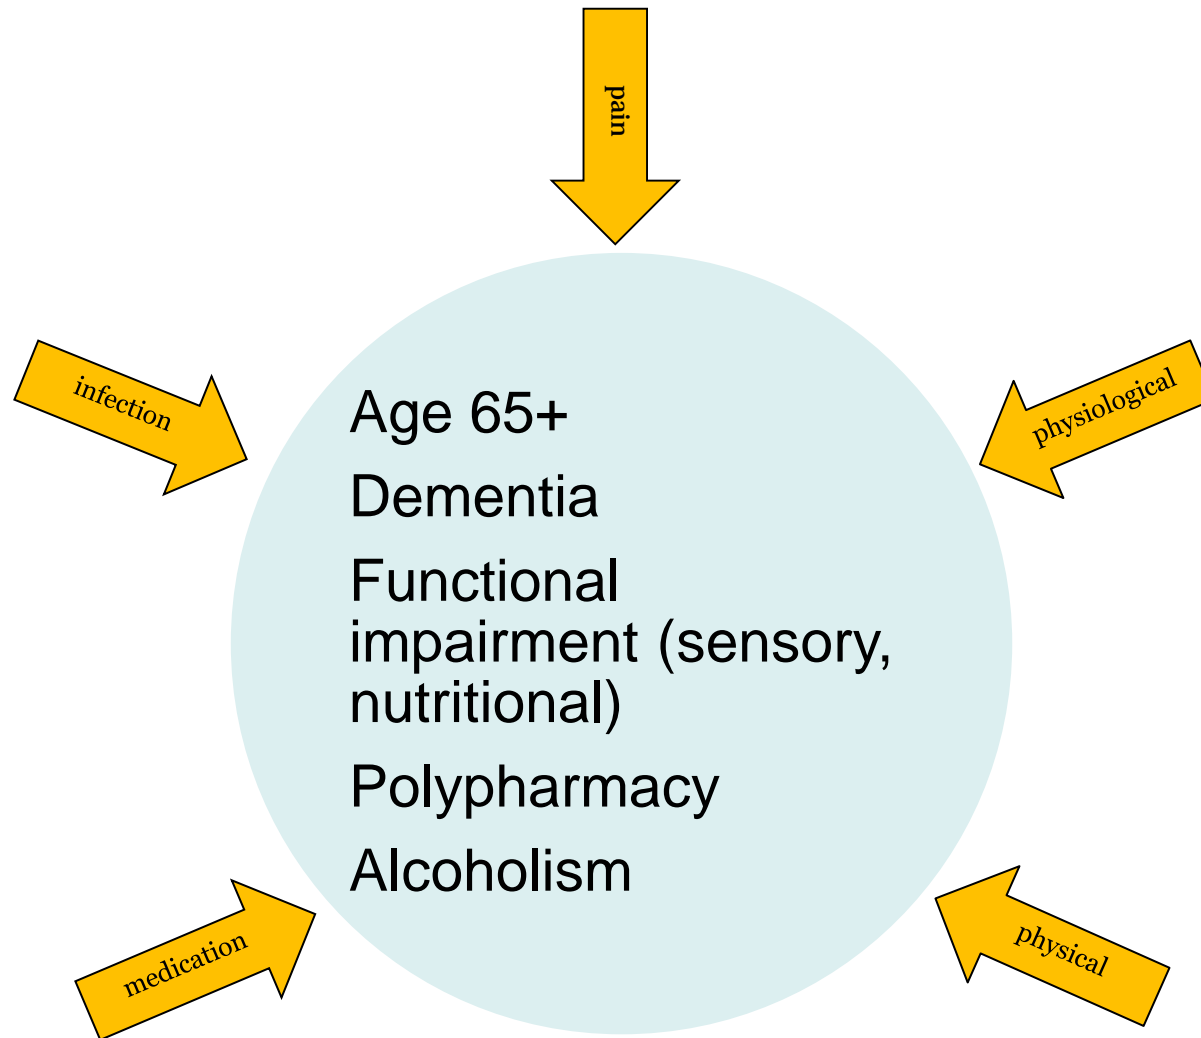 pain
infection
physiological
Age 65+
Dementia
Functional
impairment (sensory,
nutritional)
Polypharmacy
Alcoholism
medication
physical